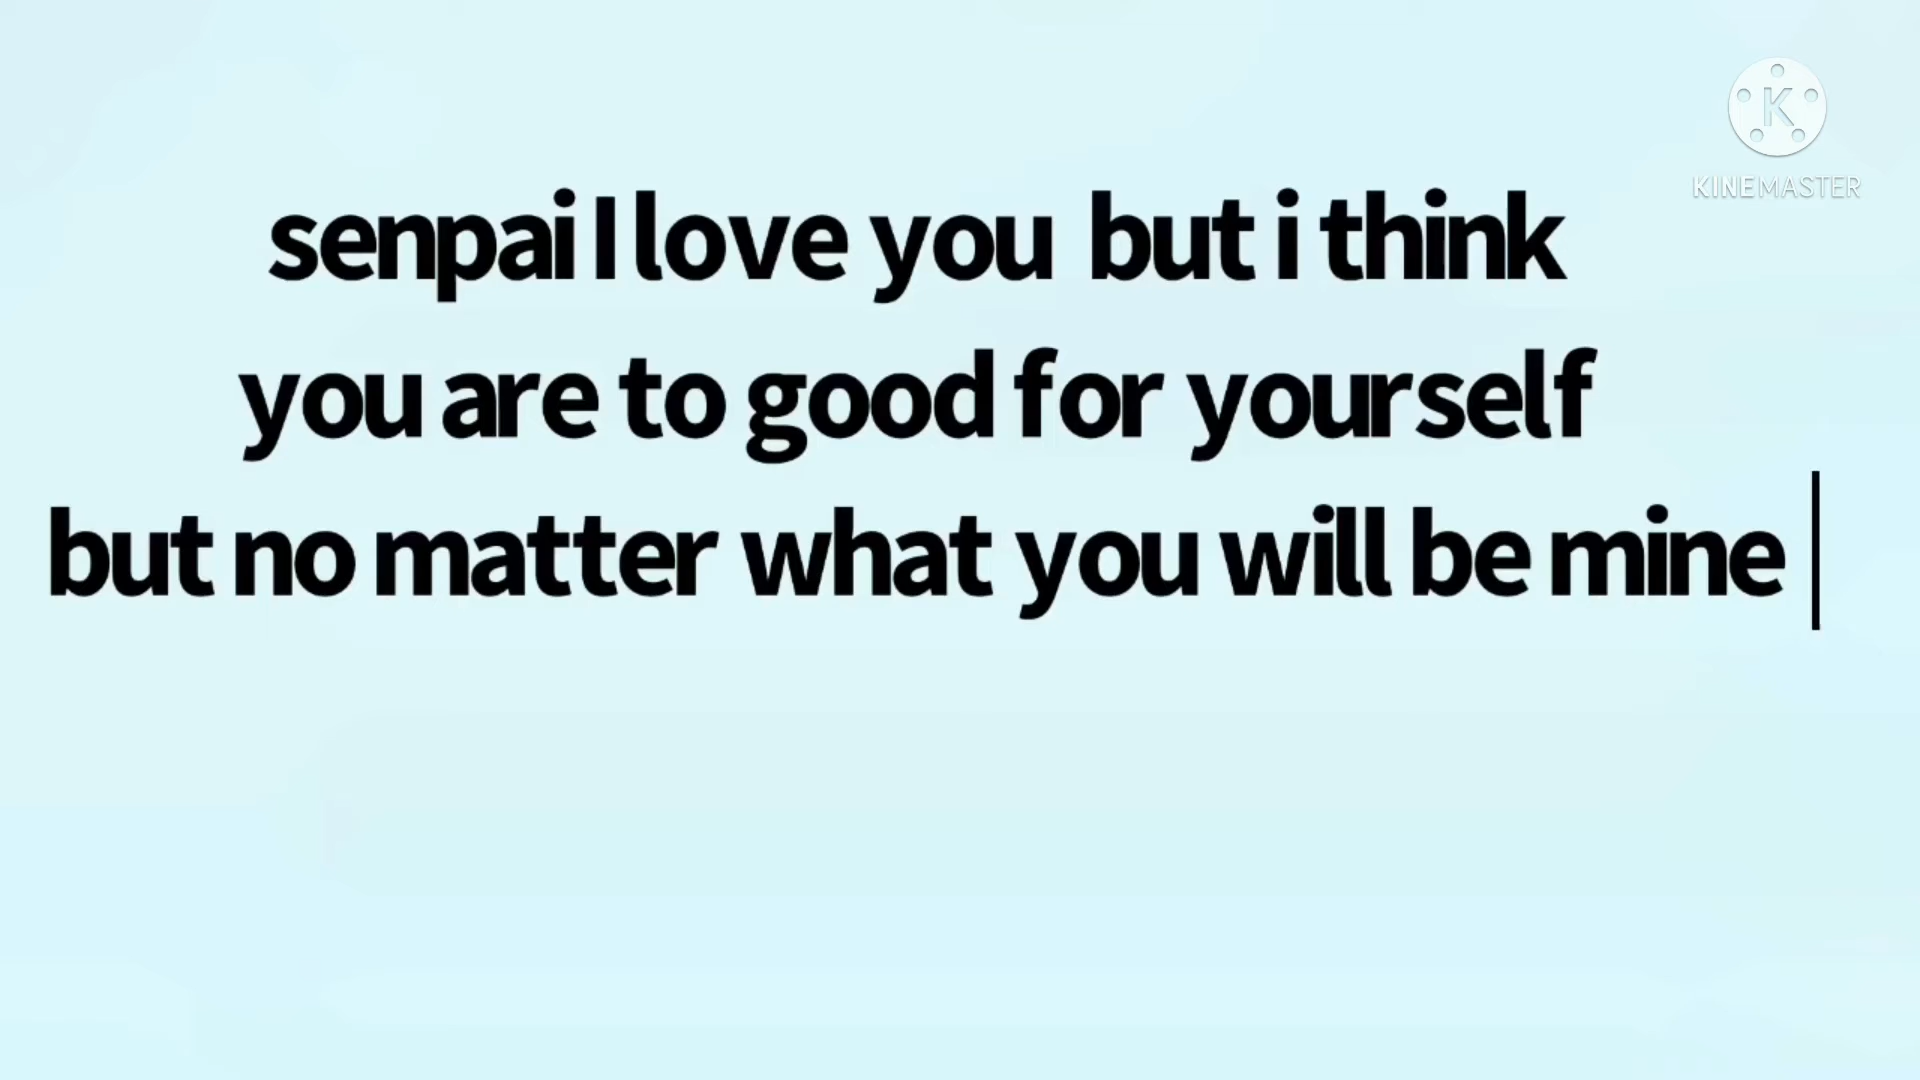 KINEMASTER
senpai I love you but i think
you are to good for yourself
but no matter what you will be mine